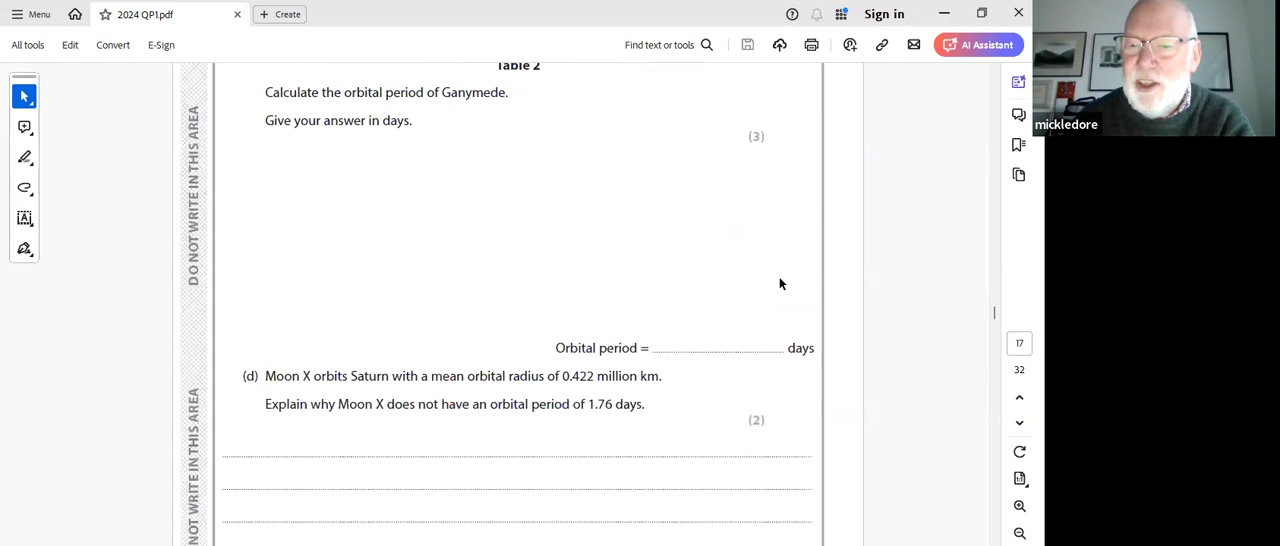 Menu
2024 QP1.pdf
Create
Sign in
All tools
Edit
Convert
E-Sign
Find text or tools
AI Assistant
mickledore
Table 2
Calculate the orbital period of Ganymede.
Give your answer in days.
(3)
DO NOT WRITE IN THIS AREA
Orbital period = days
17
32
(d) Moon X orbits Saturn with a mean orbital radius of 0.422 million km.
Explain why Moon X does not have an orbital period of 1.76 days.
(2)
NOT WRITE IN THIS AREA